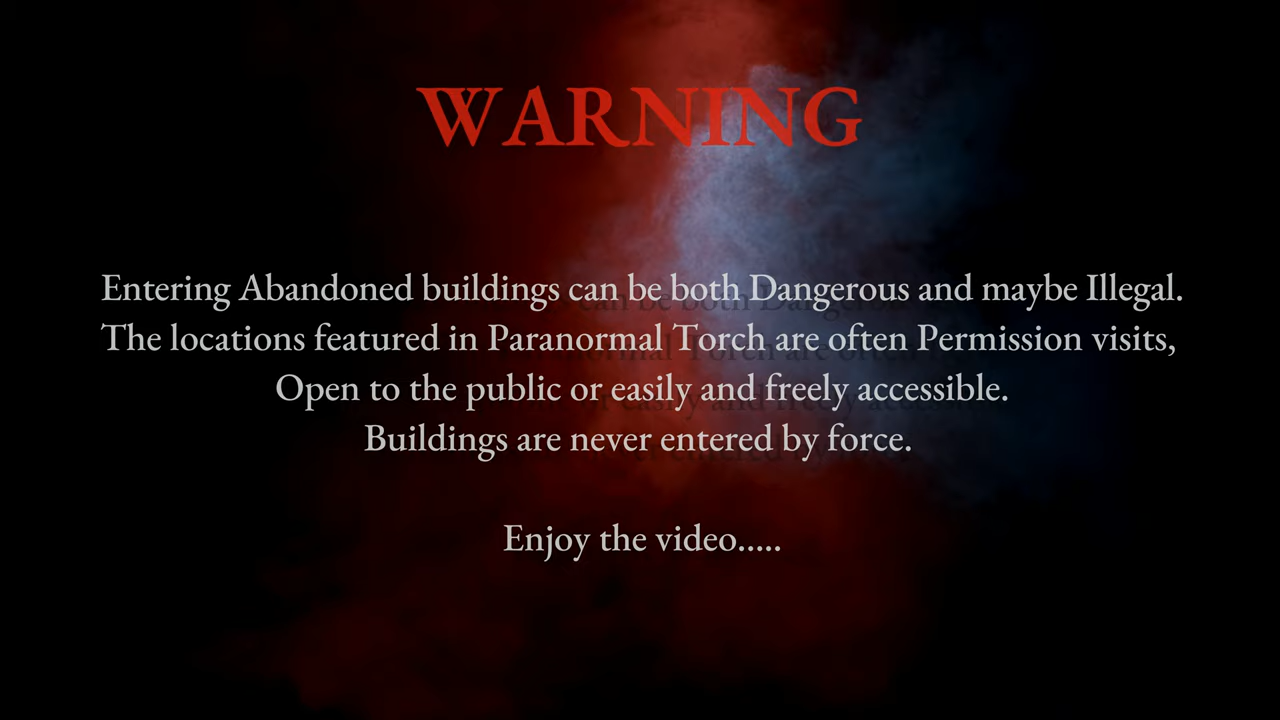 WARNING
Entering Abandoned buildings can be both Dangerous and maybe Illegal.
The locations featured in Paranormal Torch are often Permission visits,
Open to the public or easily and freely accessible.
Buildings are never entered by force.
Enjoy the video.....